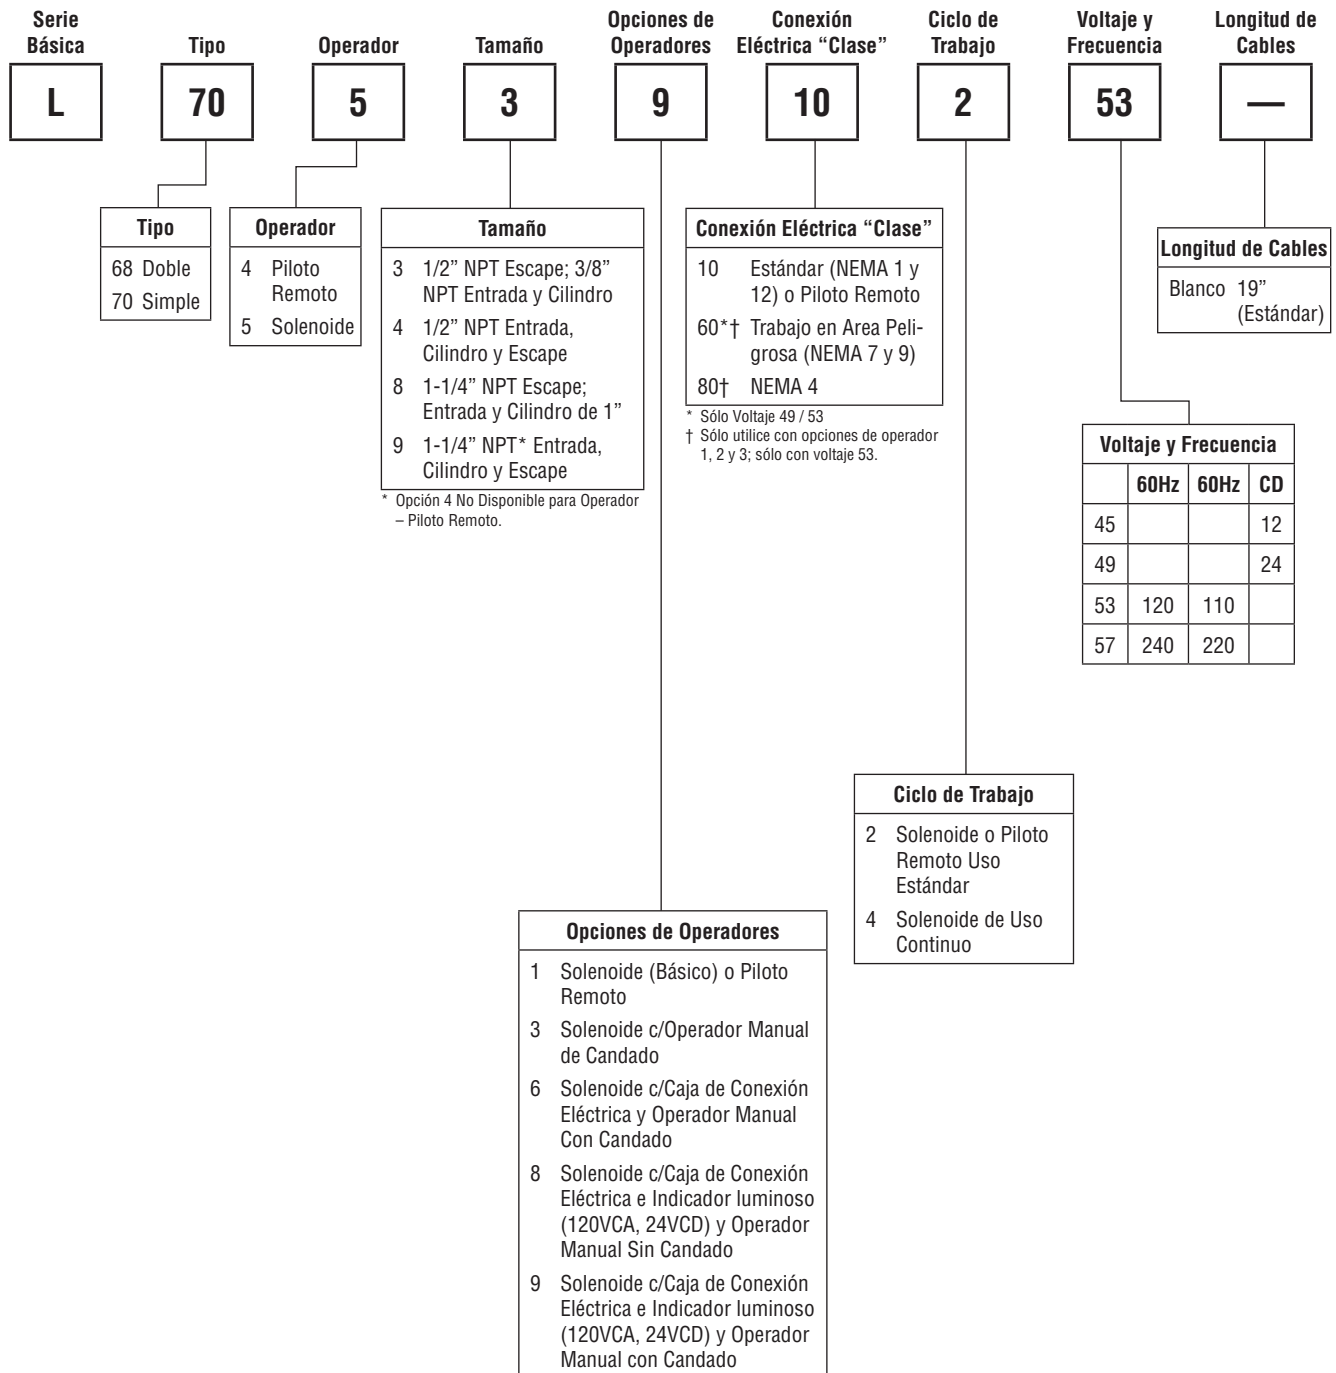 Serie
Básica
Tipo
Operador
Tamaño
Opciones de
Operadores
Conexión
Eléctrica “Clase”
Ciclo de
Trabajo
Voltaje y
Frecuencia
Longitud de
Cables
L
70
5
3
9
10
2
53
—
Tipo
68 Doble
70 Simple
Operador
4 Piloto
Remoto
5 Solenoide
Tamaño
3 1/2” NPT Escape; 3/8”
NPT Entrada y Cilindro
4 1/2” NPT Entrada,
Cilindro y Escape
8 1-1/4” NPT Escape;
Entrada y Cilindro de 1”
9 1-1/4” NPT* Entrada,
Cilindro y Escape
* Opción 4 No Disponible para Operador
– Piloto Remoto.
Conexión Eléctrica “Clase”
10 Estándar (NEMA 1 y
12) o Piloto Remoto
60*† Trabajo en Area Peli-
grosa (NEMA 7 y 9)
80† NEMA 4
* Sólo Voltaje 49 / 53
† Sólo utilice con opciones de operador
1, 2 y 3; sólo con voltaje 53.
Longitud de Cables
Blanco 19”
(Estándar)
Voltaje y Frecuencia
60Hz 60Hz CD
45 12
49 24
53 120 110
57 240 220
Ciclo de Trabajo
2 Solenoide o Piloto
Remoto Uso
Estándar
4 Solenoide de Uso
Continuo
Opciones de Operadores
1 Solenoide (Básico) o Piloto
Remoto
3 Solenoide c/Operador Manual
de Candado
6 Solenoide c/Caja de Conexión
Eléctrica y Operador Manual
Con Candado
8 Solenoide c/Caja de Conexión
Eléctrica e Indicador luminoso
(120VCA, 24VCD) y Operador
Manual Sin Candado
9 Solenoide c/Caja de Conexión
Eléctrica e Indicador luminoso
(120VCA, 24VCD) y Operador
Manual con Candado